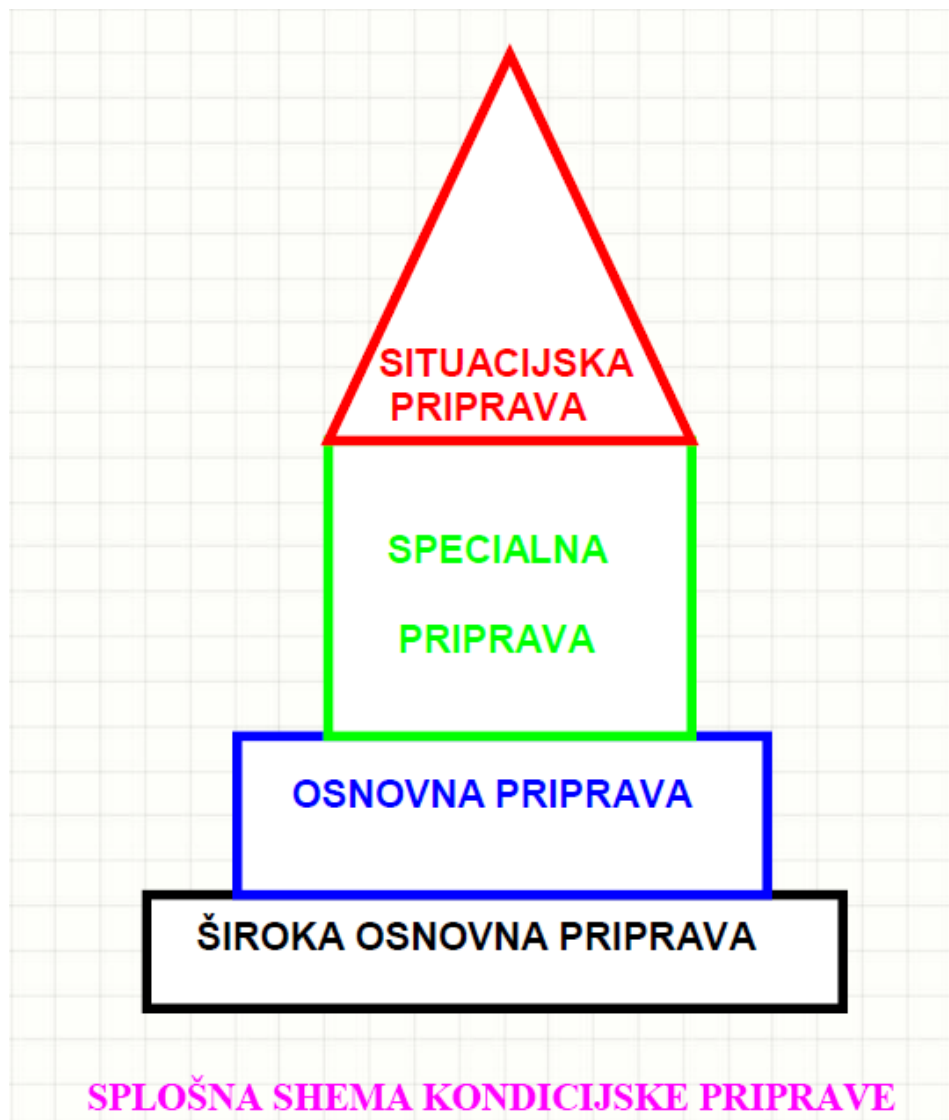 SITUACIJSKA
PRIPRAVA
SPECIALNA
PRIPRAVA
OSNOVNA PRIPRAVA
ŠIROKA OSNOVNA PRIPRAVA
SPLOŠNA SHEMA KONDICIJSKE PRIPRAVE